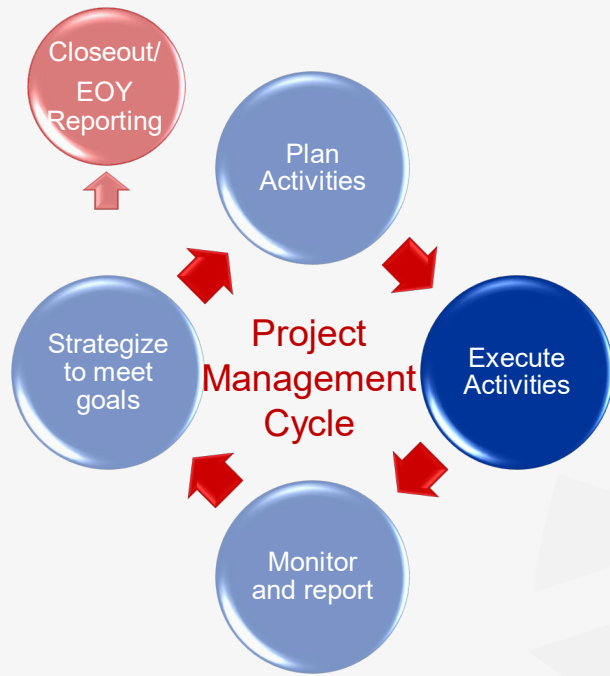 Closeout/
EOY
Reporting
Plan
Activities
Strategize
to meet
goals
Project
Management
Cycle
Execute
Activities
Monitor
and report